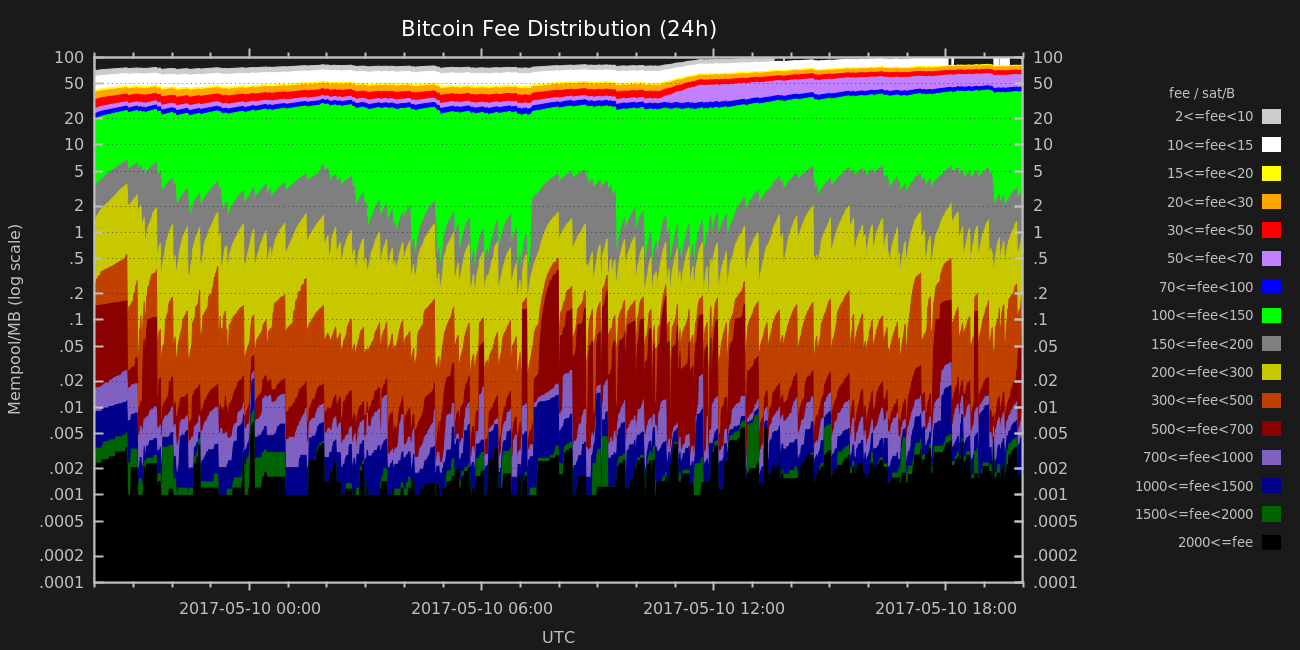 Bitcoin Fee Distribution (24h)
100 100
50 50
20 20
10 10
5 5
2 2
1 1
.5 .5
.2 .2
.1 .1
.05 .05
.02 .02
.01 .01
.005 .005
.002 .002
.001 .001
.0005 .0005
.0002 .0002
.0001 .0001
Mempool/MB (log scale)
2017-05-10 00:00 2017-05-10 06:00 2017-05-10 12:00 2017-05-10 18:00
UTC
fee / sat/B
2<=fee<10
10<=fee<15
15<=fee<20
20<=fee<30
30<=fee<50
50<=fee<70
70<=fee<100
100<=fee<150
150<=fee<200
200<=fee<300
300<=fee<500
500<=fee<700
700<=fee<1000
1000<=fee<1500
1500<=fee<2000
2000<=fee